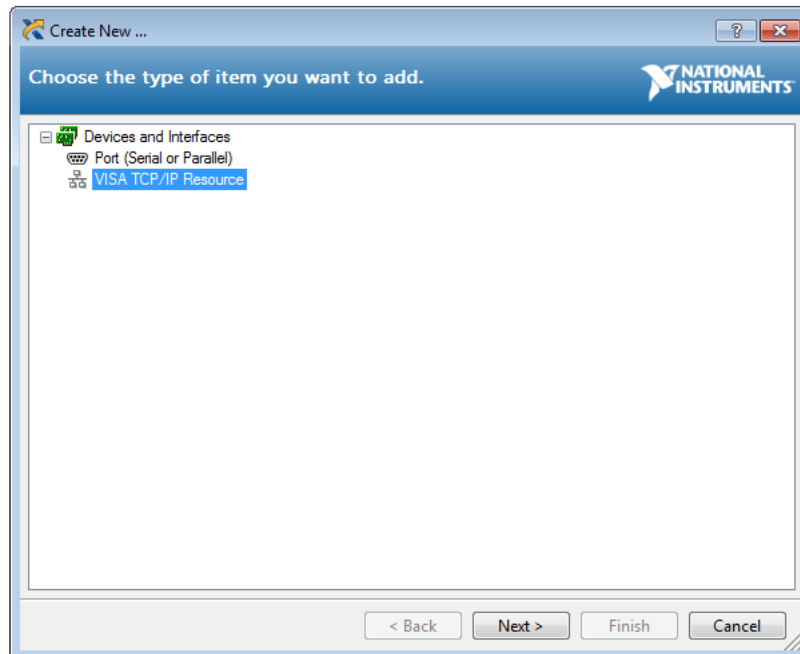 Create New ...
Choose the type of item you want to add.
NATIONAL
INSTRUMENTS
Devices and Interfaces
Port (Serial or Parallel)
VISA TCP/IP Resource
< Back
Next >
Finish
Cancel